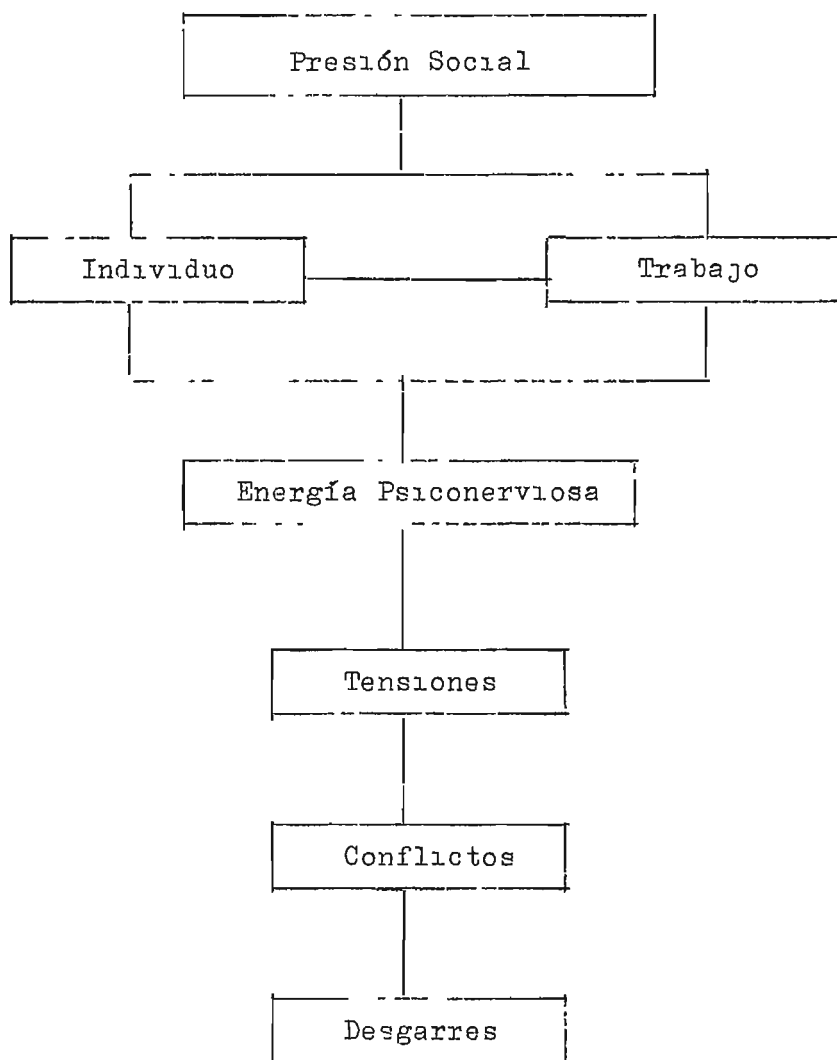 Presión Social
Individuo
Trabajo
Energía Psiconerviosa
Tensiones
Conflictos
Desgarres